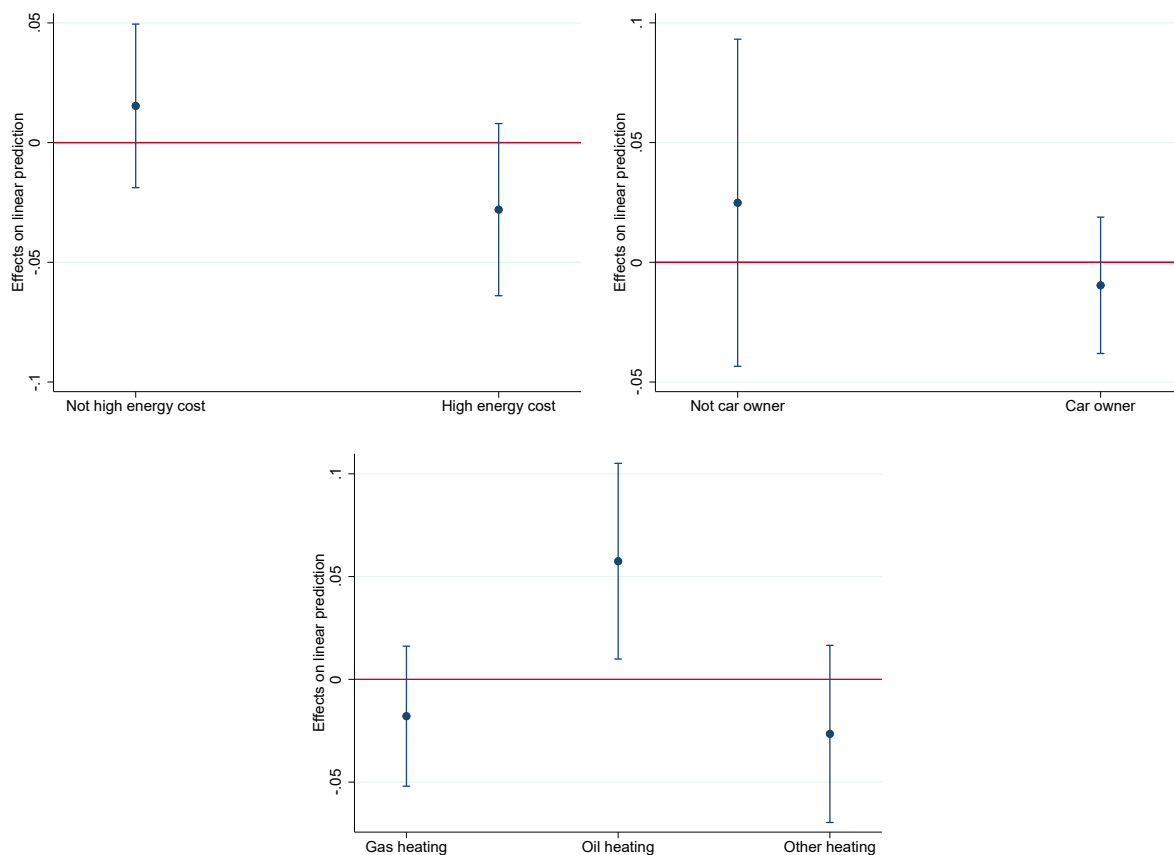 Effects on linear prediction
.05
0
-.05
-.1
Not high energy cost
High energy cost
Effects on linear prediction
.1
.05
0
-.05
Not car owner
Car owner
Effects on linear prediction
.1
.05
0
-.05
Gas heating
Oil heating
Other heating